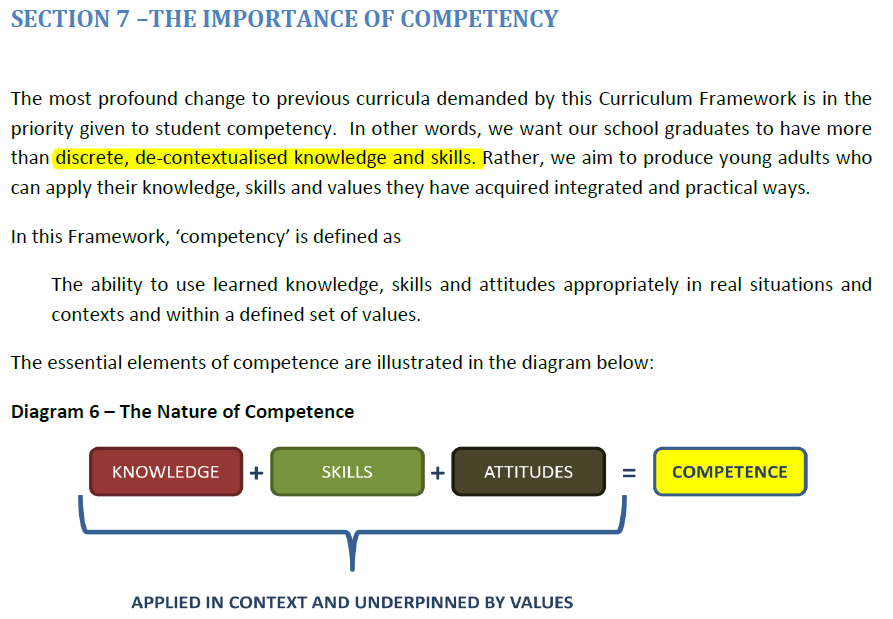 SECTION 7 –THE IMPORTANCE OF COMPETENCY
The most profound change to previous curricula demanded by this Curriculum Framework is in the
priority given to student competency.  In other words, we want our school graduates to have more
than discrete, de-contextualised knowledge and skills. Rather, we aim to produce young adults who
can apply their knowledge, skills and values they have acquired integrated and practical ways.
In this Framework, ‘competency’ is defined as
The ability to use learned knowledge, skills and attitudes appropriately in real situations and
contexts and within a defined set of values.
The essential elements of competence are illustrated in the diagram below:
Diagram 6 – The Nature of Competence
KNOWLEDGE + SKILLS + ATTITUDES = COMPETENCE
APPLIED IN CONTEXT AND UNDERPINNED BY VALUES